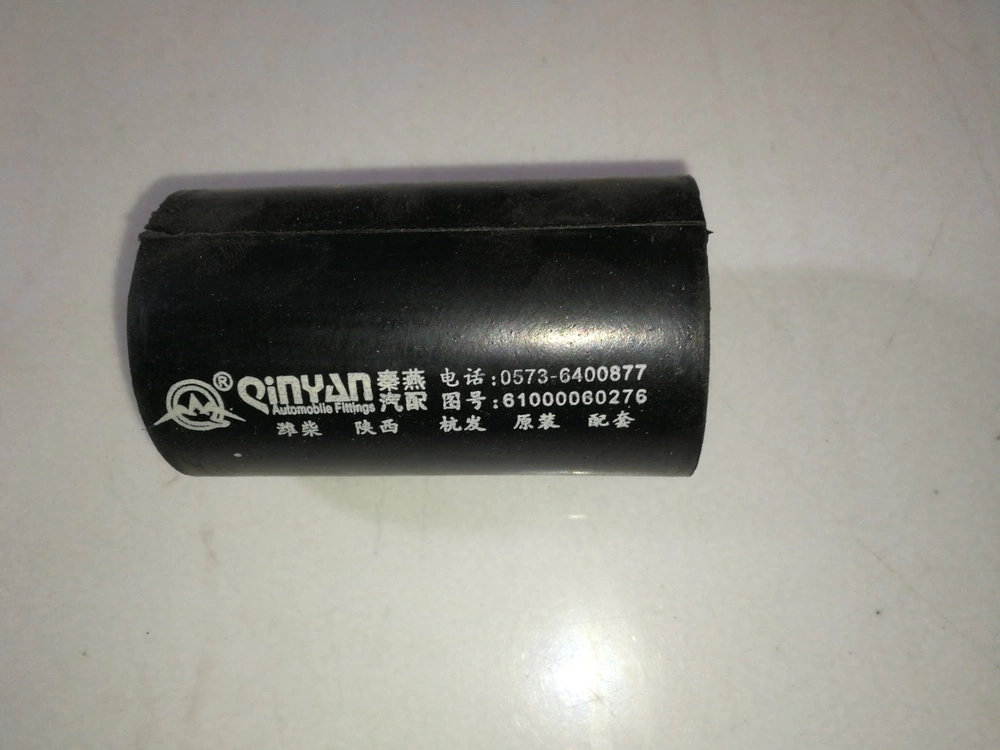 ® QinYAN 秦燕 电话:0573-6400877
Automobile Fittings 汽配 图号:61000060276
潍柴 陕西 杭发 原装 配套